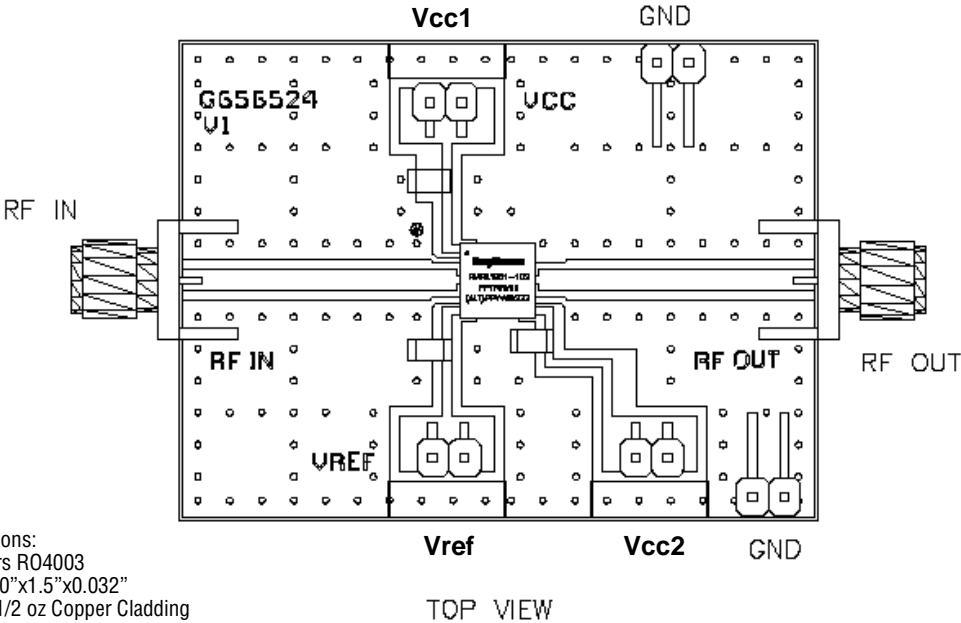 Vcc1
GND
G656524
V1
VCC
RF IN
RF IN
RF OUT
RF OUT
VREF
Vref
Vcc2
GND
ons:
rs RO4003
0”x1.5”x0.032”
1/2 oz Copper Cladding
TOP VIEW